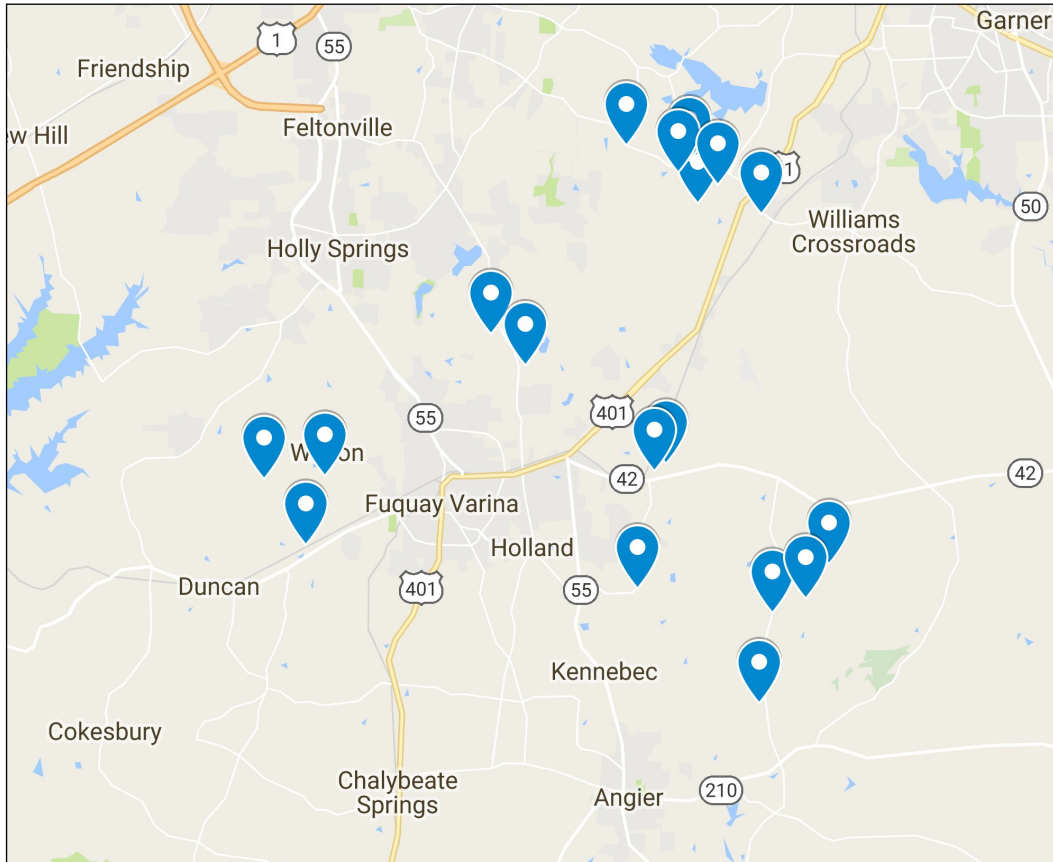 Garner
1
55
Friendship
Feltonville
ew Hill
1
50
Williams
Crossroads
Holly Springs
401
55
42
42
Fuquay Varina
Holland
Duncan
401
55
Kennebec
Cokesbury
Chalybeate
Springs
210
Angier